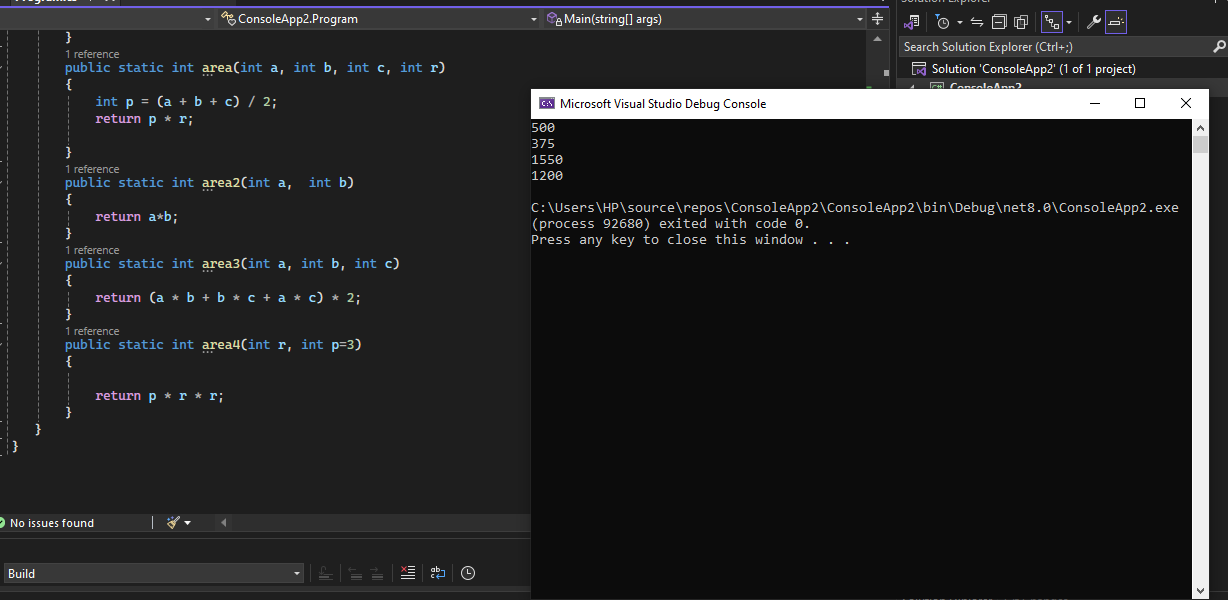 ConsoleApp2.Program
Main(string[] args)
Search Solution Explorer (Ctrl+;)
Solution 'ConsoleApp2' (1 of 1 project)
ConsoleApp2
}
1 reference
public static int area(int a, int b, int c, int r)
{
int p = (a + b + c) / 2;
return p * r;
}
1 reference
public static int area2(int a,  int b)
{
return a*b;
}
1 reference
public static int area3(int a, int b, int c)
{
return (a * b + b * c + a * c) * 2;
}
1 reference
public static int area4(int r, int p=3)
{
return p * r * r;
}
}
}
No issues found
Build
Microsoft Visual Studio Debug Console
500
375
1550
1200
C:\Users\HP\source\repos\ConsoleApp2\ConsoleApp2\bin\Debug\net8.0\ConsoleApp2.exe
(process 92680) exited with code 0.
Press any key to close this window . . .